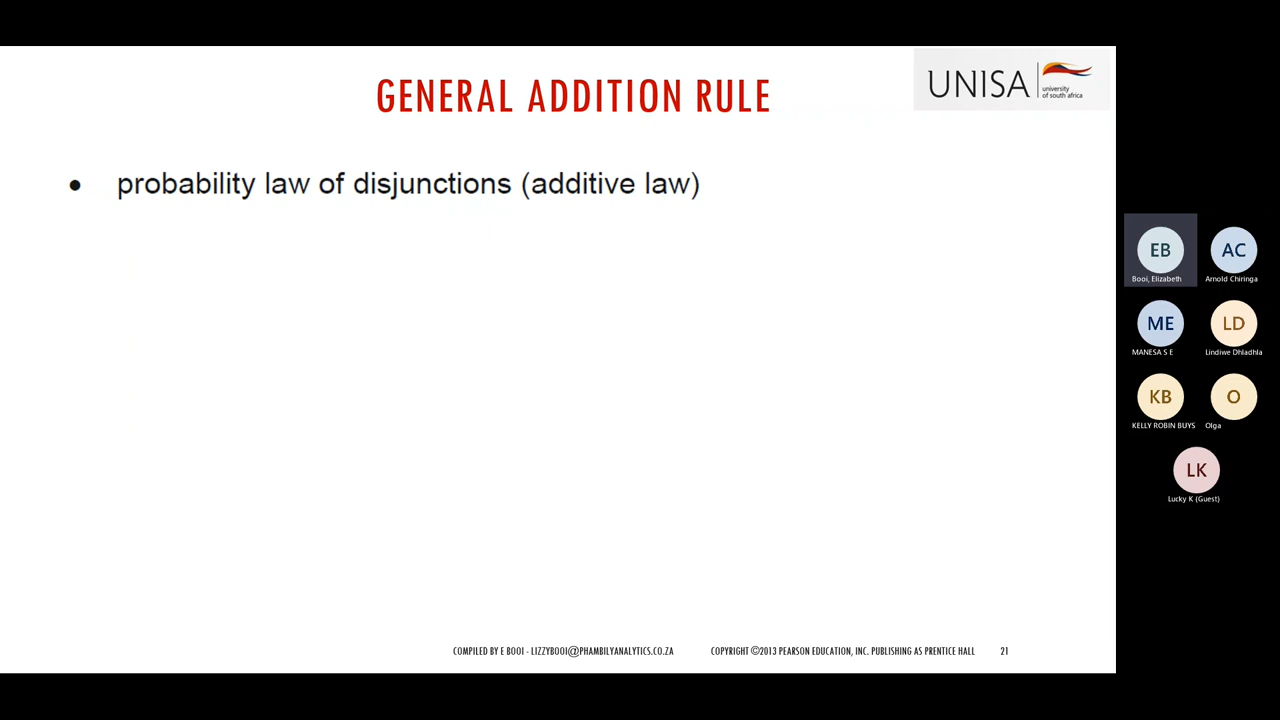 GENERAL ADDITION RULE
UNISA
university
of south africa
• probability law of disjunctions (additive law)
EB
Booi, Elizabeth
AC
Arnold Chiringa
ME
MANESA S E
LD
Lindiwe Dhladhla
KB
KELLY ROBIN BUYS
O
Olga
LK
Lucky K (Guest)
COMPILED BY E BOOI - LIZZYBOOI@PHAMBILYANALYTICS.CO.ZA
COPYRIGHT ©2013 PEARSON EDUCATION, INC. PUBLISHING AS PRENTICE HALL
21